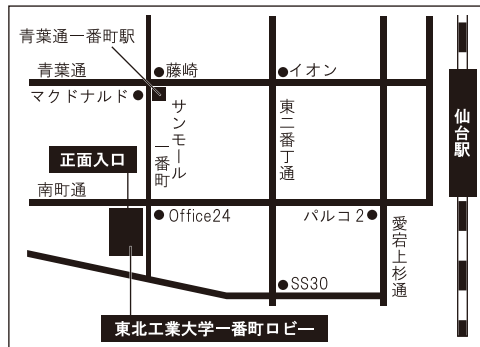 青葉通一番町駅
青葉通
藤崎
イオン
マクドナルド
サンモール
一番町
東二番丁通
仙台駅
正面入口
南町通
Office24
パルコ2
愛宕上杉通
SS30
東北工業大学一番町ロビー